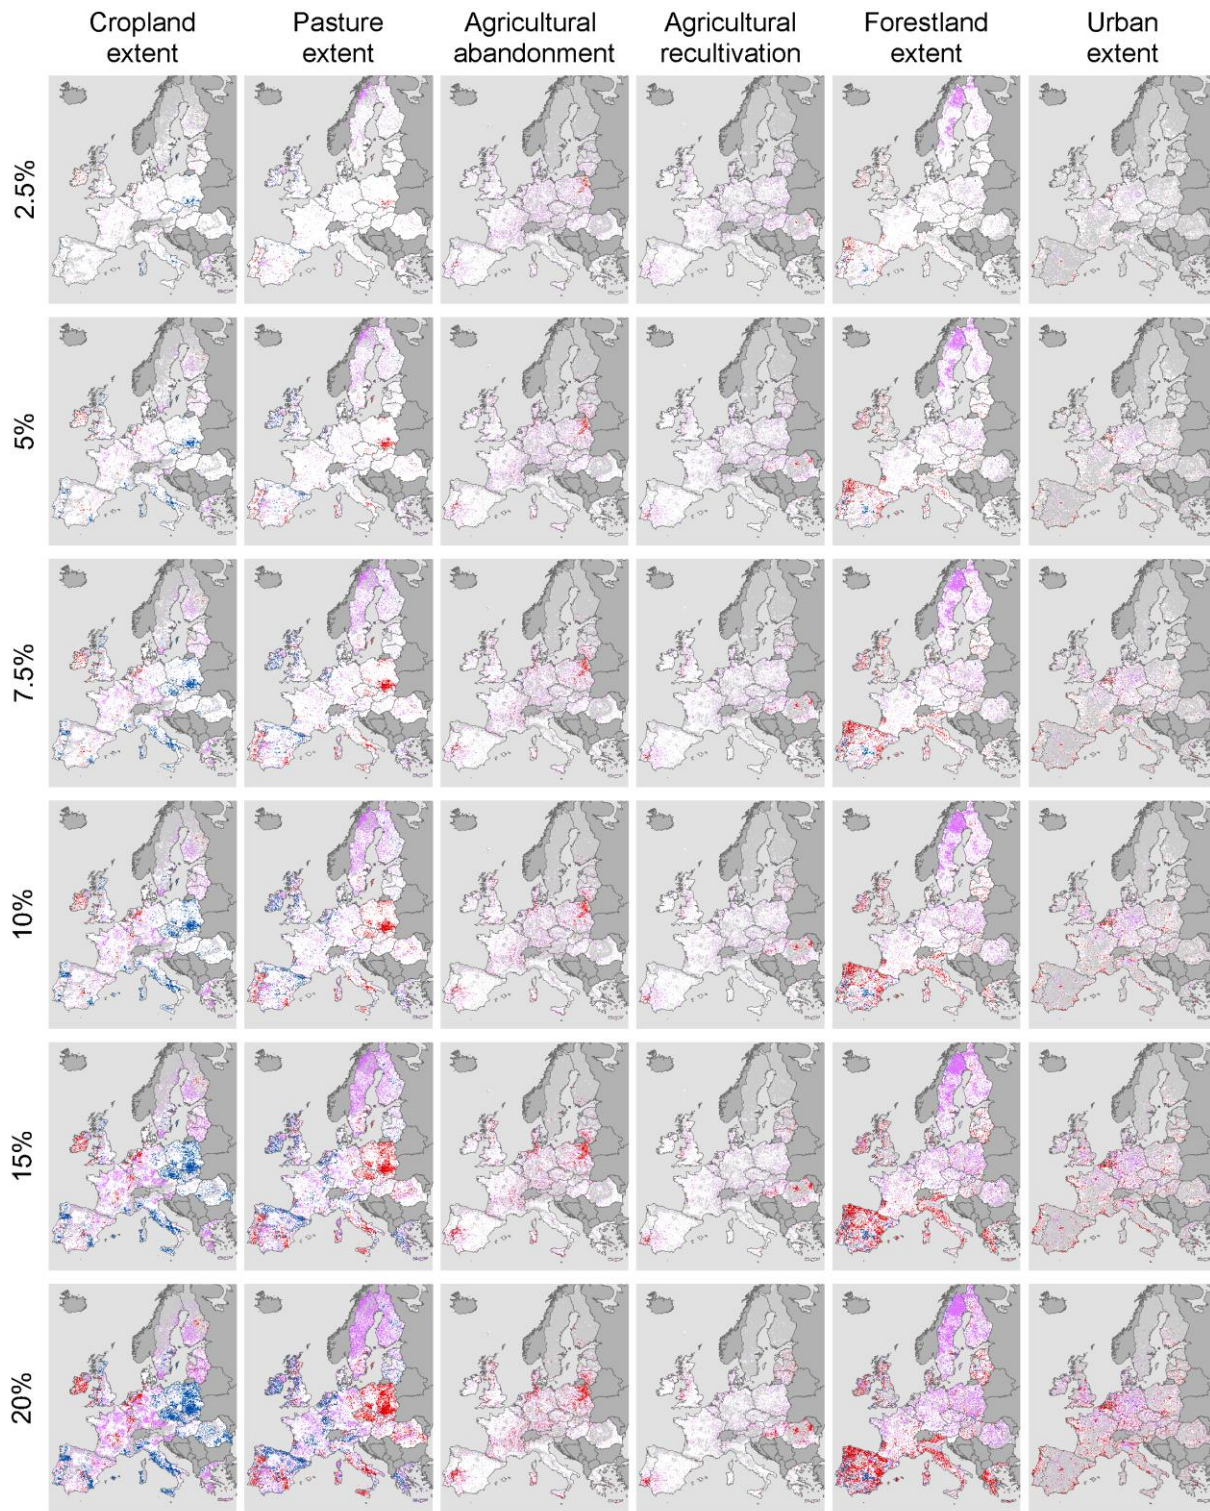 Cropland extent
Pasture extent
Agricultural abandonment
Agricultural recultivation
Forestland extent
Urban extent
2.5%
5%
7.5%
10%
15%
20%